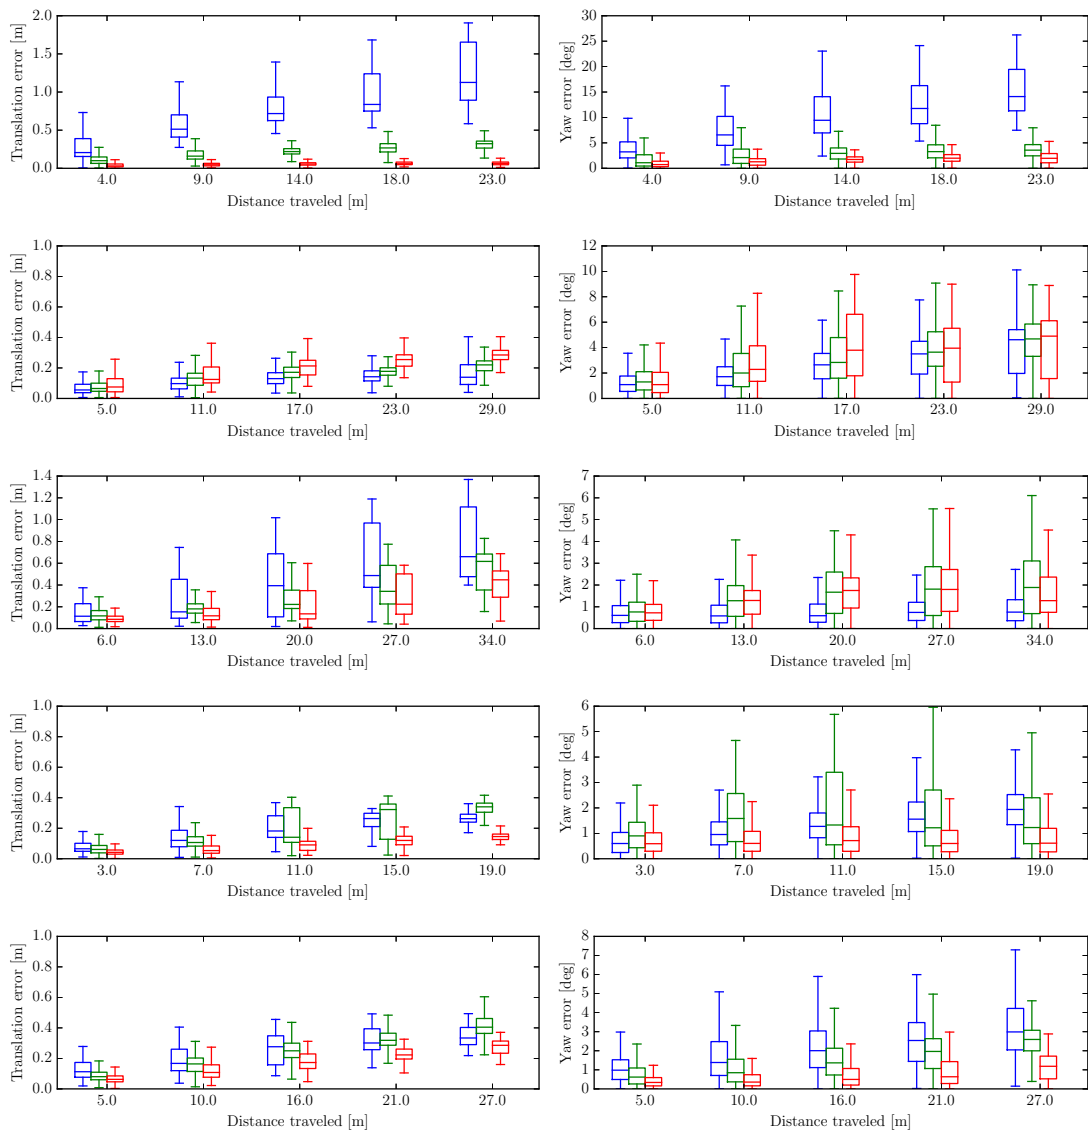 Translation error [m]
2.0
1.5
1.0
0.5
0.0
4.0 9.0 14.0 18.0 23.0
Distance traveled [m]
Yaw error [deg]
30
25
20
15
10
5
0
4.0 9.0 14.0 18.0 23.0
Distance traveled [m]
Translation error [m]
1.0
0.8
0.6
0.4
0.2
0.0
5.0 11.0 17.0 23.0 29.0
Distance traveled [m]
Yaw error [deg]
12
10
8
6
4
2
0
5.0 11.0 17.0 23.0 29.0
Distance traveled [m]
Translation error [m]
1.4
1.2
1.0
0.8
0.6
0.4
0.2
0.0
6.0 13.0 20.0 27.0 34.0
Distance traveled [m]
Yaw error [deg]
7
6
5
4
3
2
1
0
6.0 13.0 20.0 27.0 34.0
Distance traveled [m]
Translation error [m]
1.0
0.8
0.6
0.4
0.2
0.0
3.0 7.0 11.0 15.0 19.0
Distance traveled [m]
Yaw error [deg]
6
5
4
3
2
1
0
3.0 7.0 11.0 15.0 19.0
Distance traveled [m]
Translation error [m]
1.0
0.8
0.6
0.4
0.2
0.0
5.0 10.0 16.0 21.0 27.0
Distance traveled [m]
Yaw error [deg]
8
7
6
5
4
3
2
1
0
5.0 10.0 16.0 21.0 27.0
Distance traveled [m]